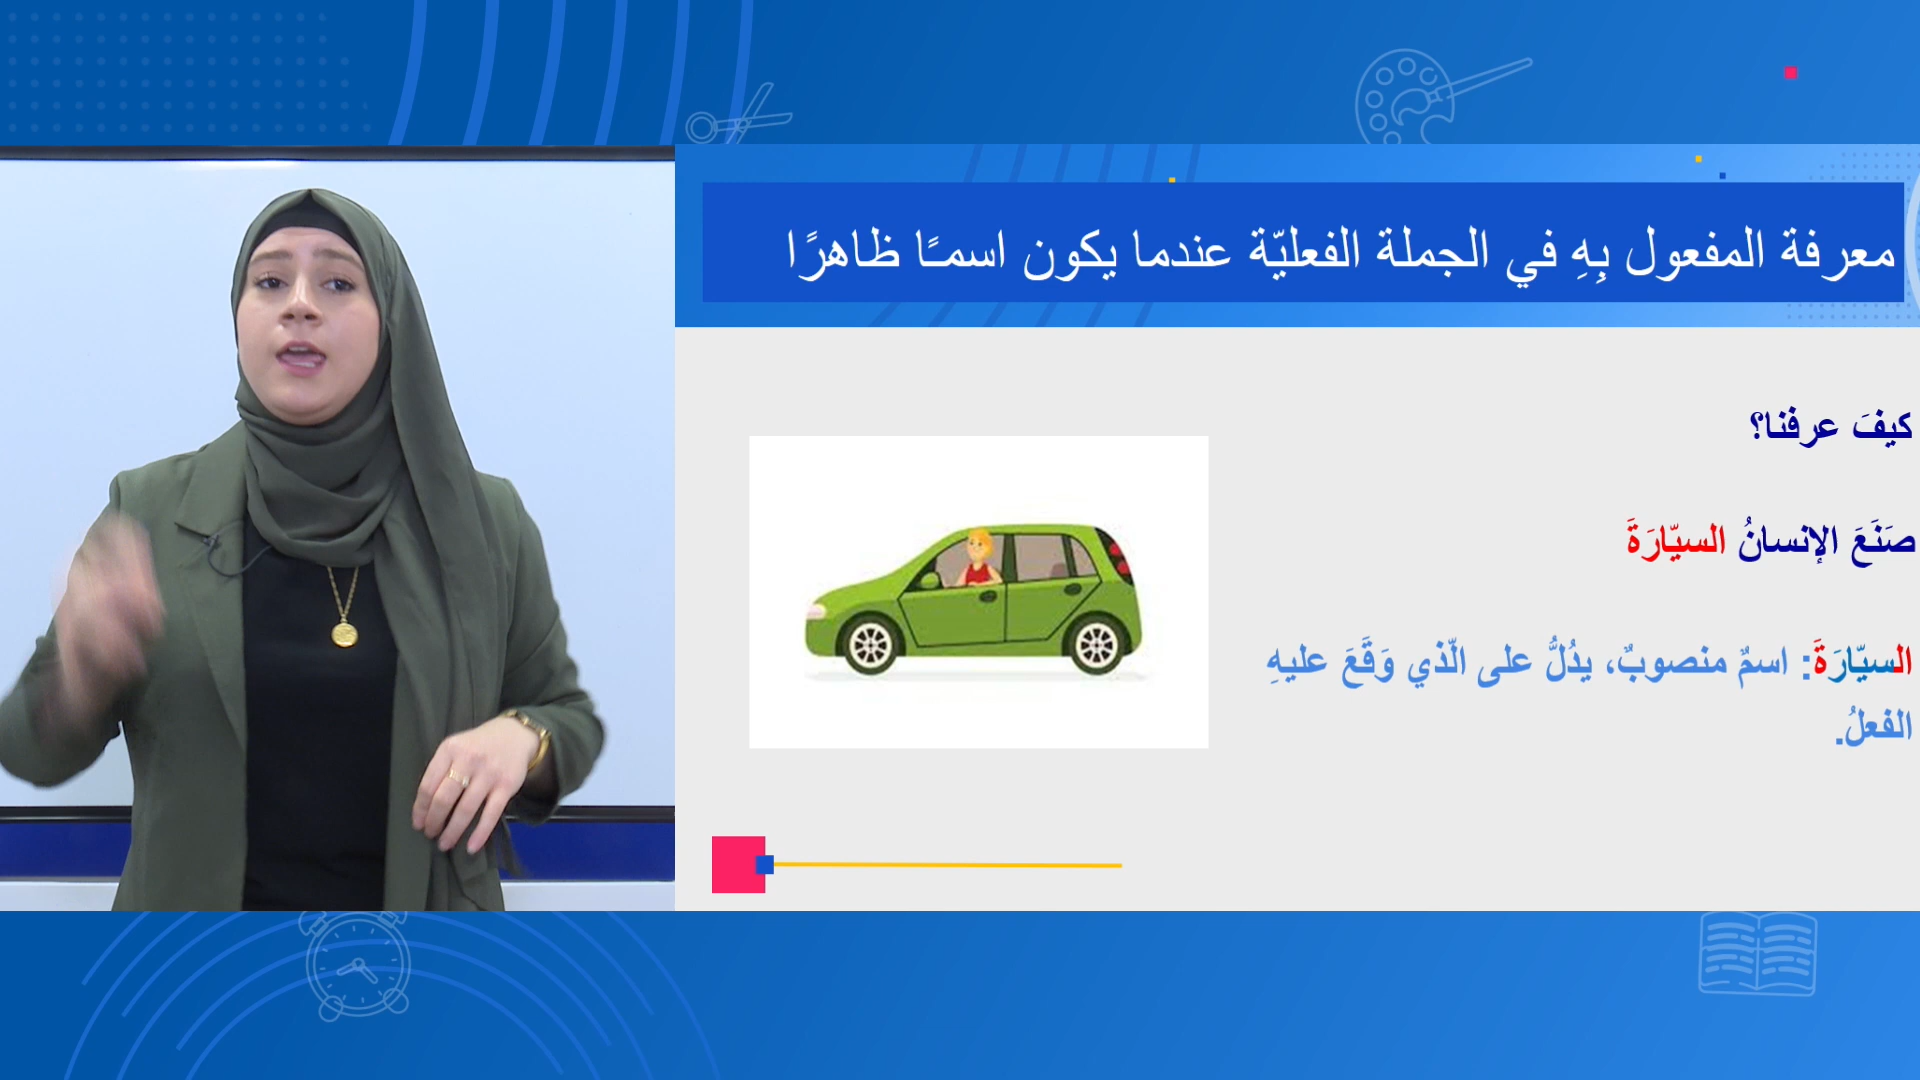 معرفة المفعول بِهِ في الجملة الفعليّة عندما يكون اسمـًا ظاهرًا
كيفَ عرفنا؟
صَنَعَ الإنسانُ السيّارَةَ
السيّارَةَ: اسمٌ منصوبٌ، يدُلُّ على الّذي وَقَعَ عليهِ
الفعلُ.